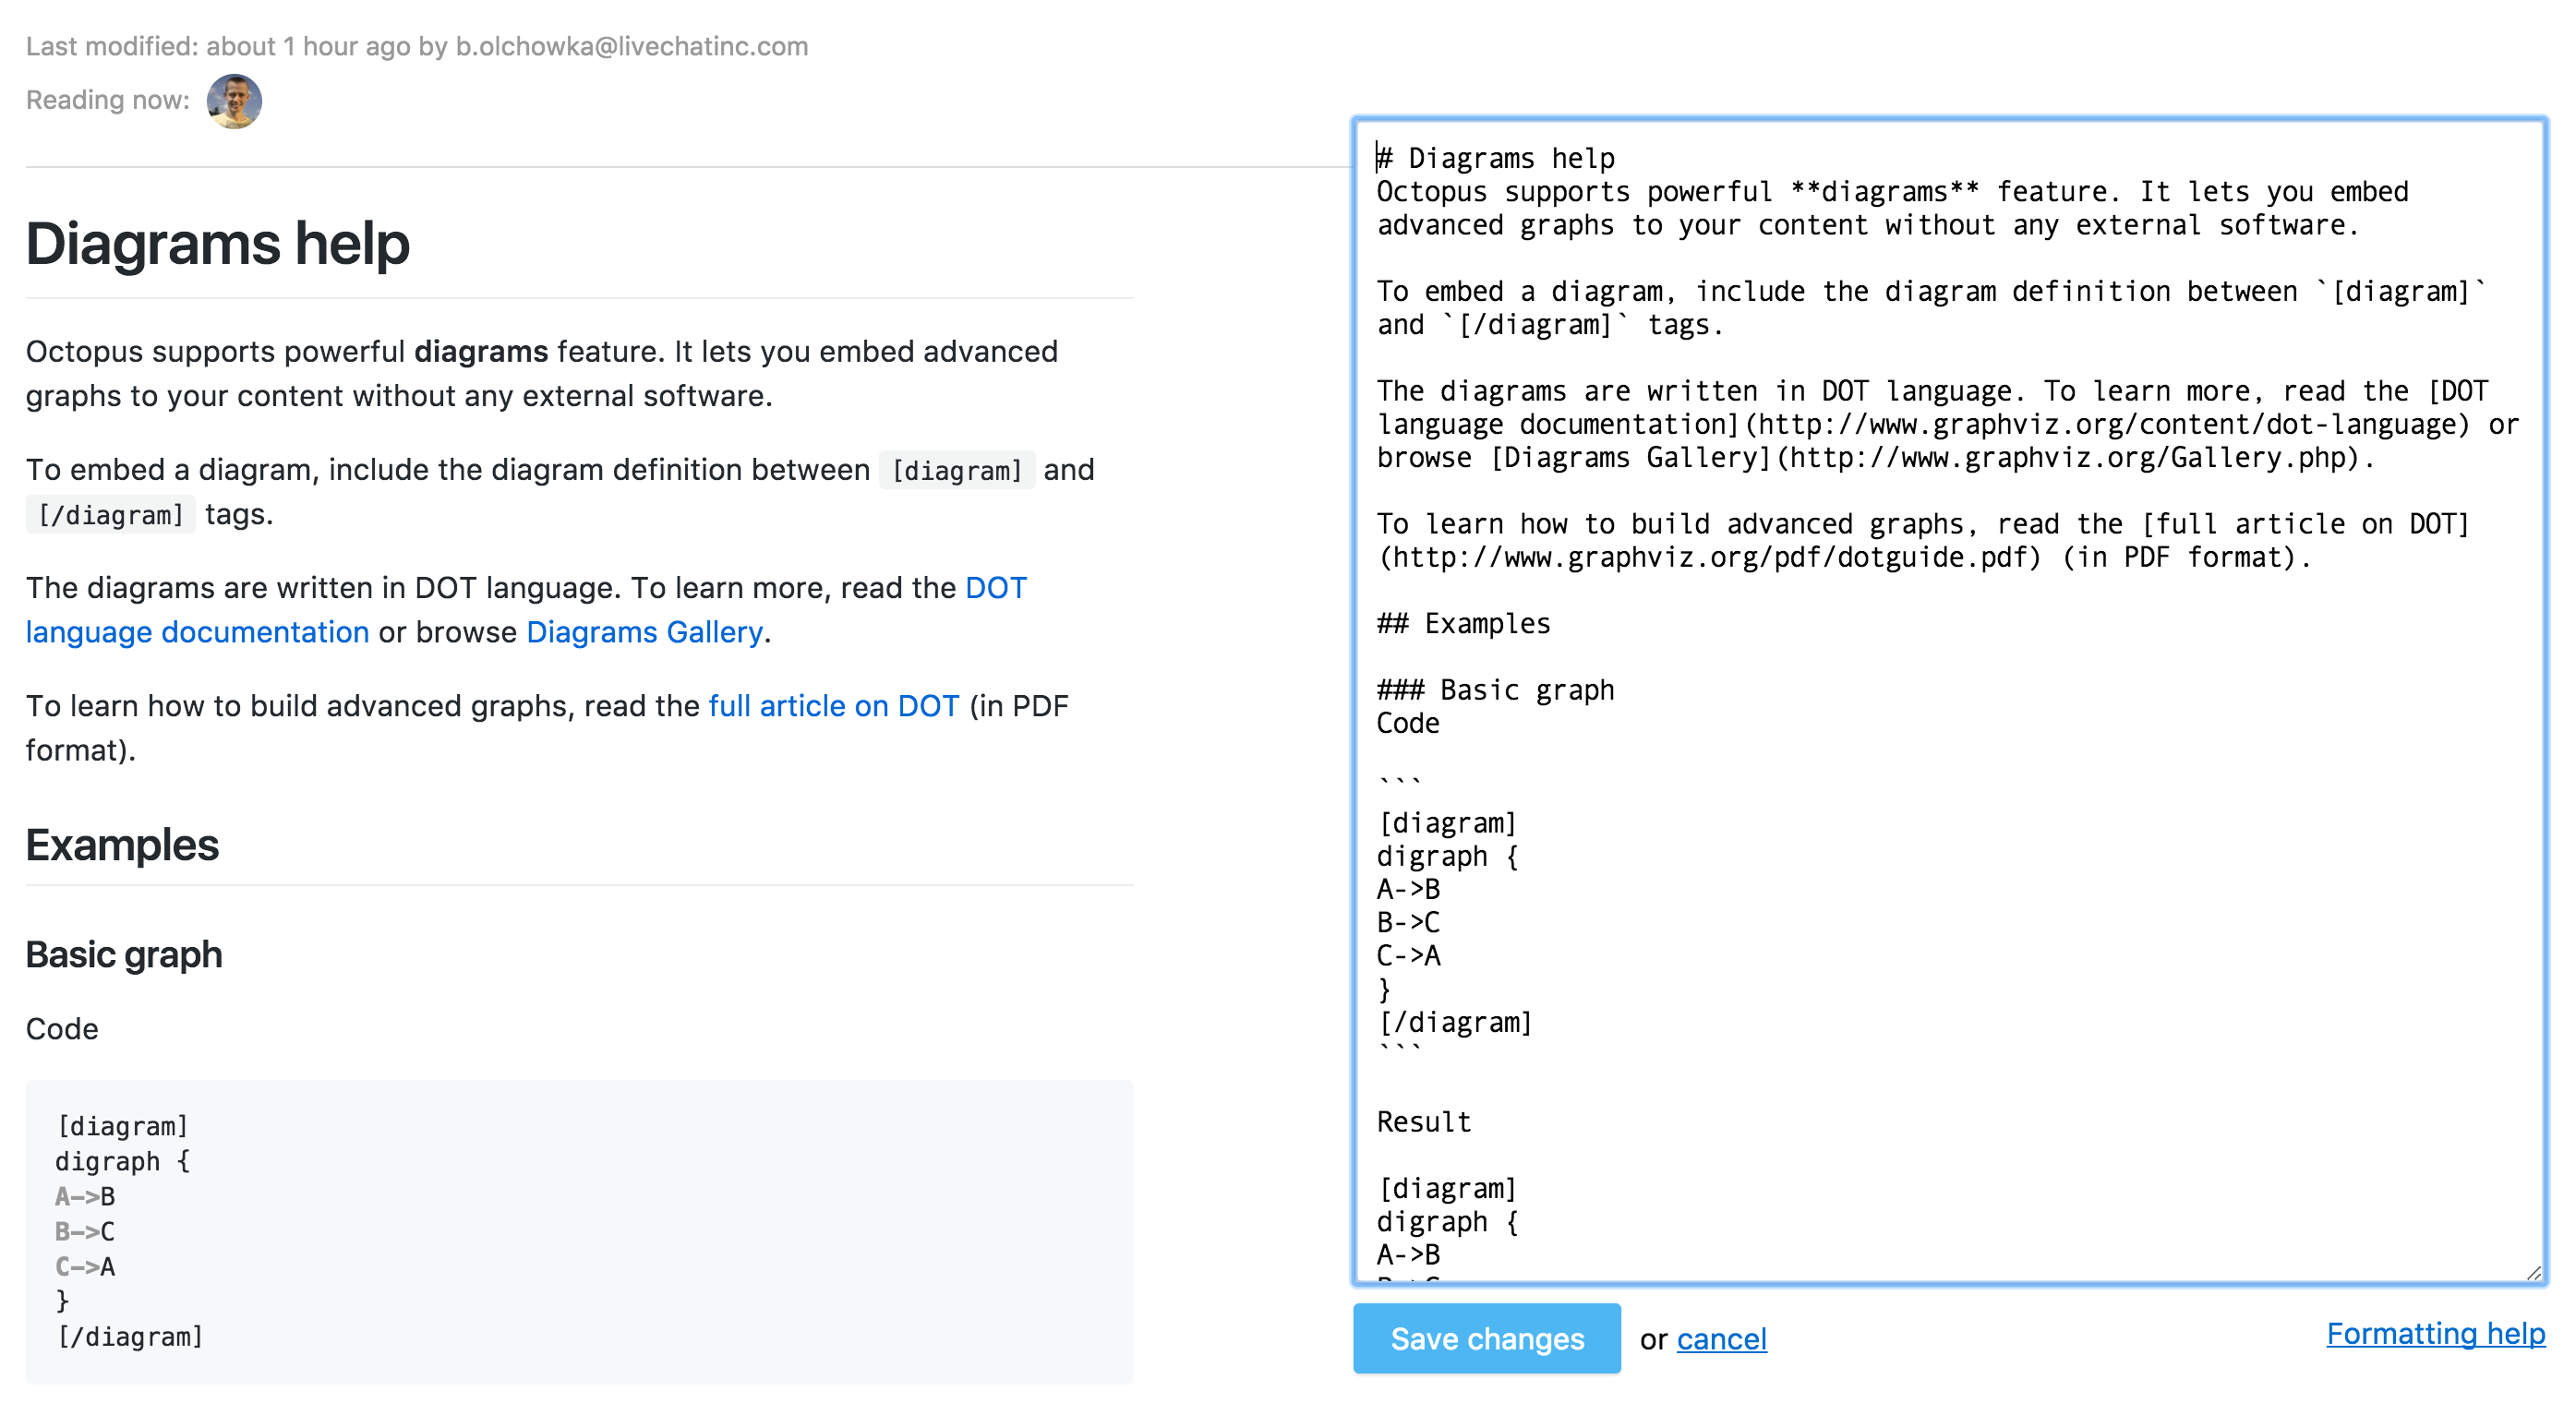 Last modified: about 1 hour ago by b.olchowka@livechatinc.com
Reading now:
Diagrams help
Octopus supports powerful diagrams feature. It lets you embed advanced
graphs to your content without any external software.
To embed a diagram, include the diagram definition between [diagram] and
[/diagram] tags.
The diagrams are written in DOT language. To learn more, read the DOT
language documentation or browse Diagrams Gallery.
To learn how to build advanced graphs, read the full article on DOT (in PDF
format).
Examples
Basic graph
Code
[diagram]
digraph {
A->B
B->C
C->A
}
[/diagram]
# Diagrams help
Octopus supports powerful **diagrams** feature. It lets you embed
advanced graphs to your content without any external software.
To embed a diagram, include the diagram definition between `[diagram]`
and `[/diagram]` tags.
The diagrams are written in DOT language. To learn more, read the [DOT
language documentation](http://www.graphviz.org/content/dot-language) or
browse [Diagrams Gallery](http://www.graphviz.org/Gallery.php).
To learn how to build advanced graphs, read the [full article on DOT]
(http://www.graphviz.org/pdf/dotguide.pdf) (in PDF format).
## Examples
### Basic graph
Code
```
[diagram]
digraph {
A->B
B->C
C->A
}
[/diagram]
```
Result
[diagram]
digraph {
A->B
Save changes or cancel
Formatting help